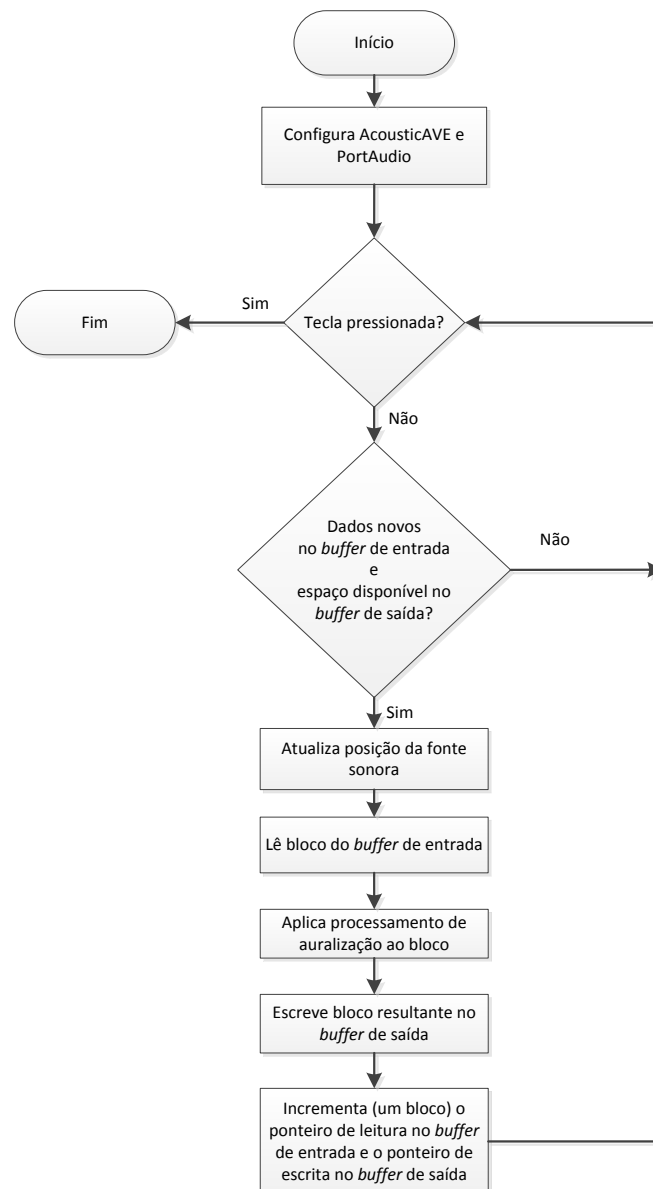 Início
Configura AcousticAVE e
PortAudio
Tecla pressionada?
Sim
Fim
Não
Dados novos
no buffer de entrada
e
espaço disponível no
buffer de saída?
Não
Sim
Atualiza posição da fonte
sonora
Lê bloco do buffer de entrada
Aplica processamento de
auralização ao bloco
Escreve bloco resultante no
buffer de saída
Incrementa (um bloco) o
ponteiro de leitura no buffer
de entrada e o ponteiro de
escrita no buffer de saída